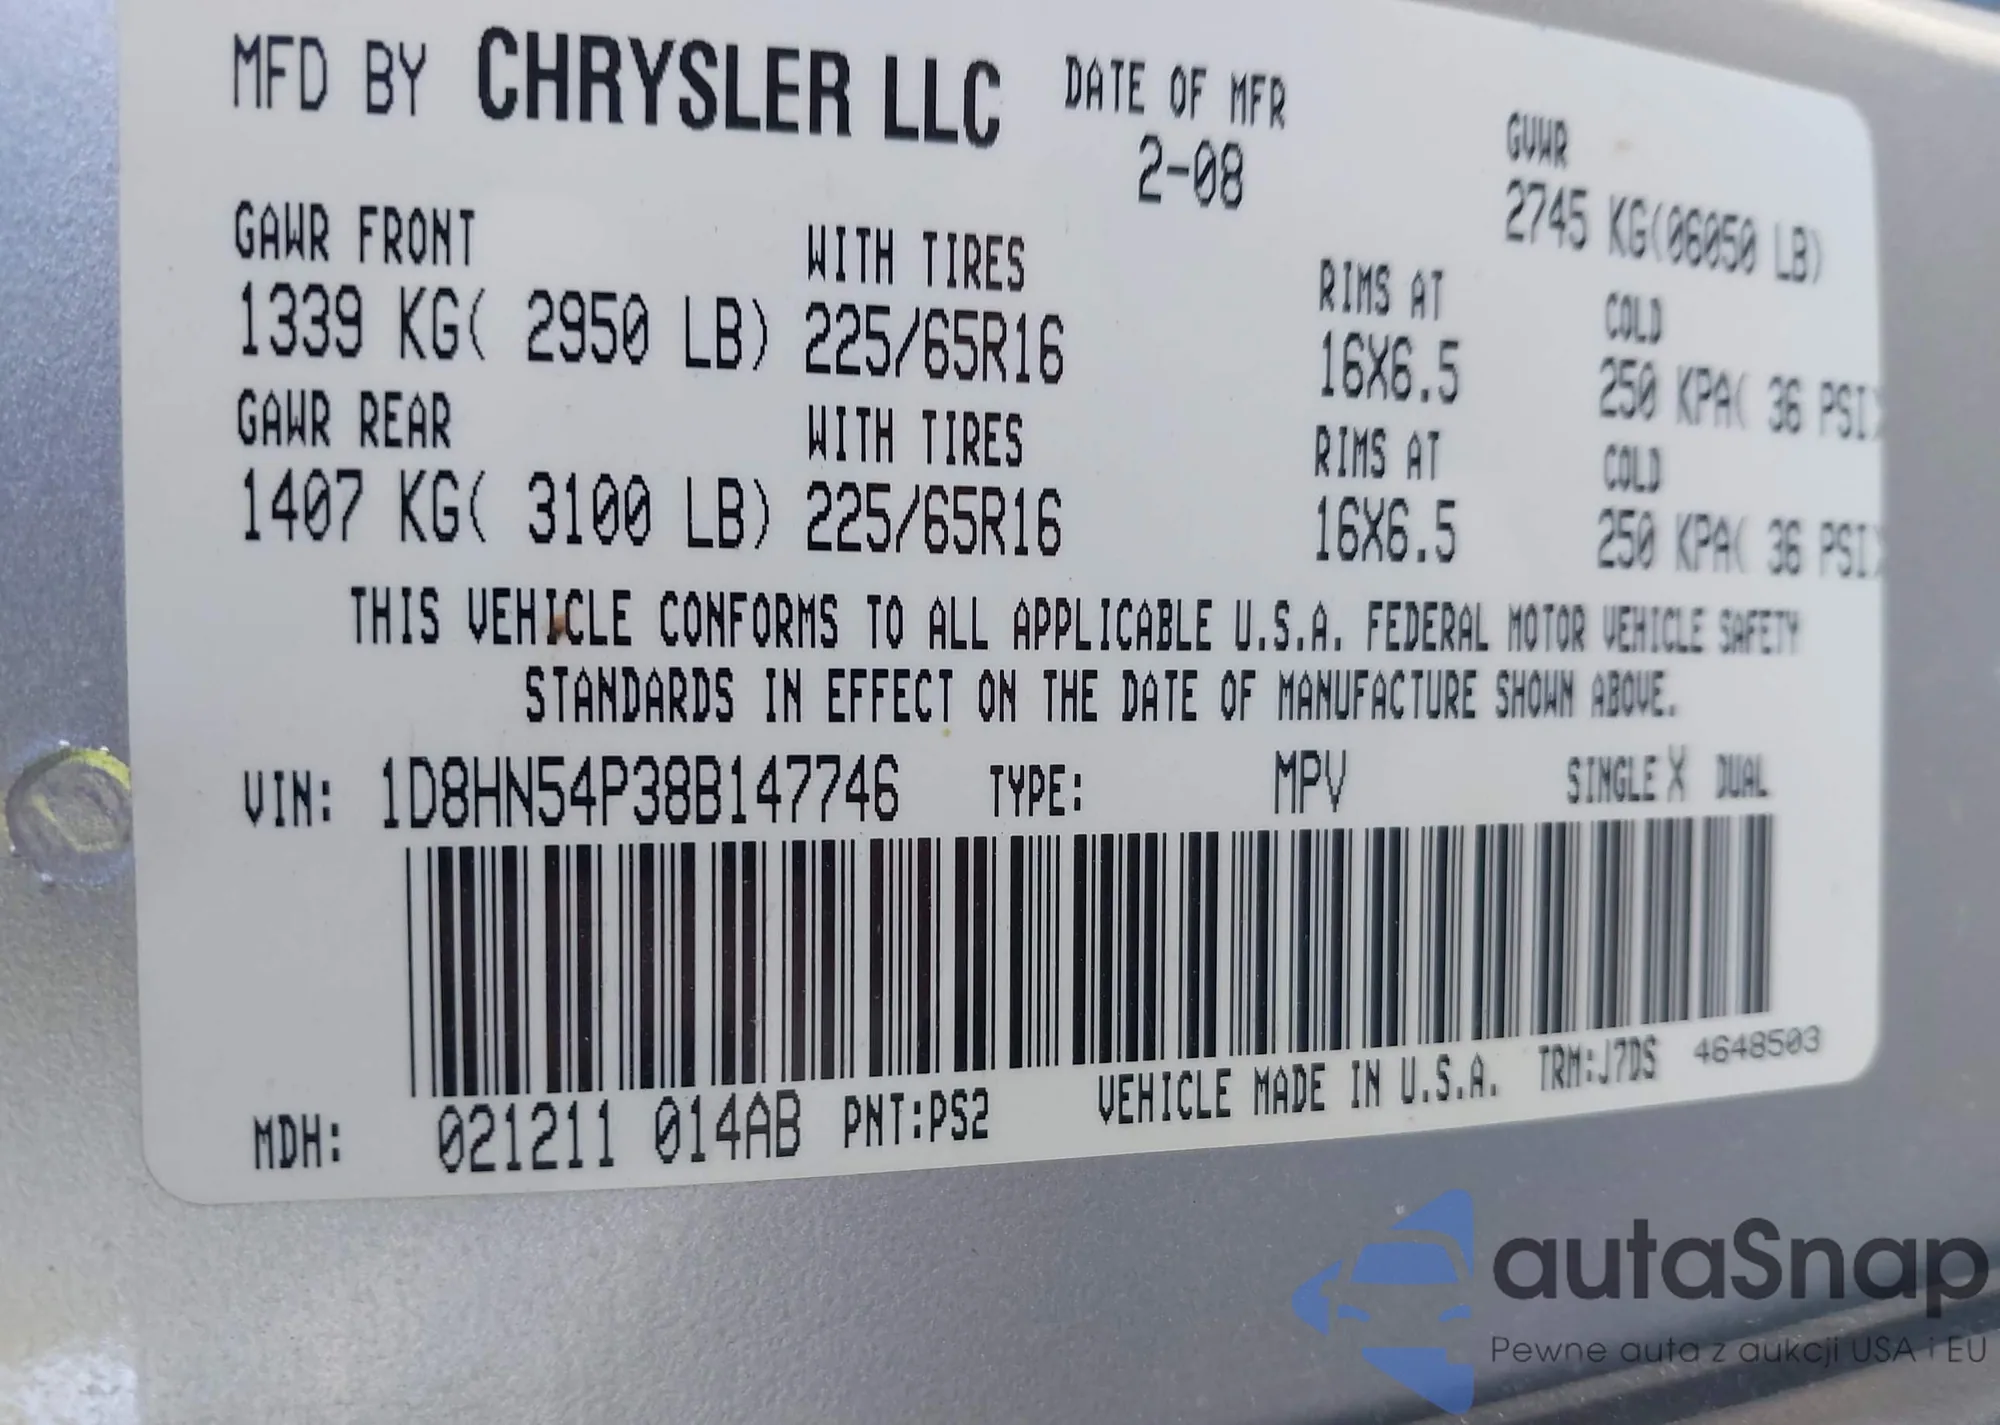 MFD BY CHRYSLER LLC DATE OF MFR GVWR
2-08 2745 KG(06050 LB)
GAWR FRONT WITH TIRES RIMS AT COLD
1339 KG( 2950 LB) 225/65R16 16X6.5 250 KPA( 36 PSI)
GAWR REAR WITH TIRES RIMS AT COLD
1407 KG( 3100 LB) 225/65R16 16X6.5 250 KPA( 36 PSI)
THIS VEHICLE CONFORMS TO ALL APPLICABLE U.S.A. FEDERAL MOTOR VEHICLE SAFETY
STANDARDS IN EFFECT ON THE DATE OF MANUFACTURE SHOWN ABOVE.
VIN: 1D8HN54P38B147746 TYPE: MPV SINGLE X DUAL
MDH: 021211 014AB PNT:PS2 VEHICLE MADE IN U.S.A. TRM:J7DS 4648503
autaSnap
Pewne auta z aukcji USA i EU